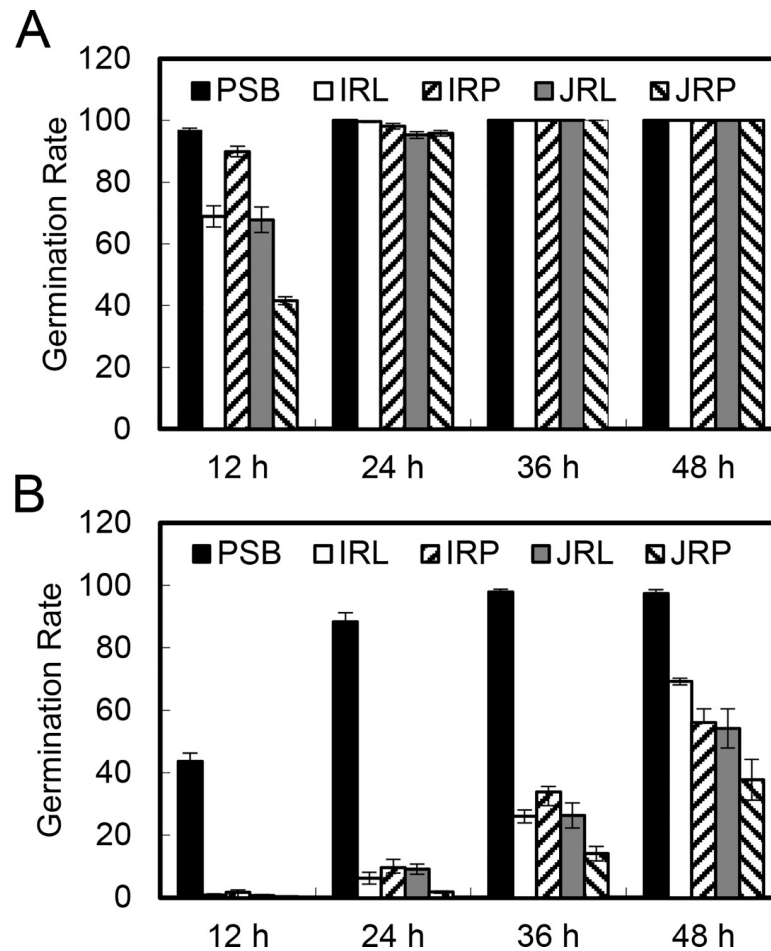 A
Germination Rate
120
100
80
60
40
20
0
PSB IRL IRP JRL JRP
12 h 24 h 36 h 48 h
B
Germination Rate
120
100
80
60
40
20
0
PSB IRL IRP JRL JRP
12 h 24 h 36 h 48 h